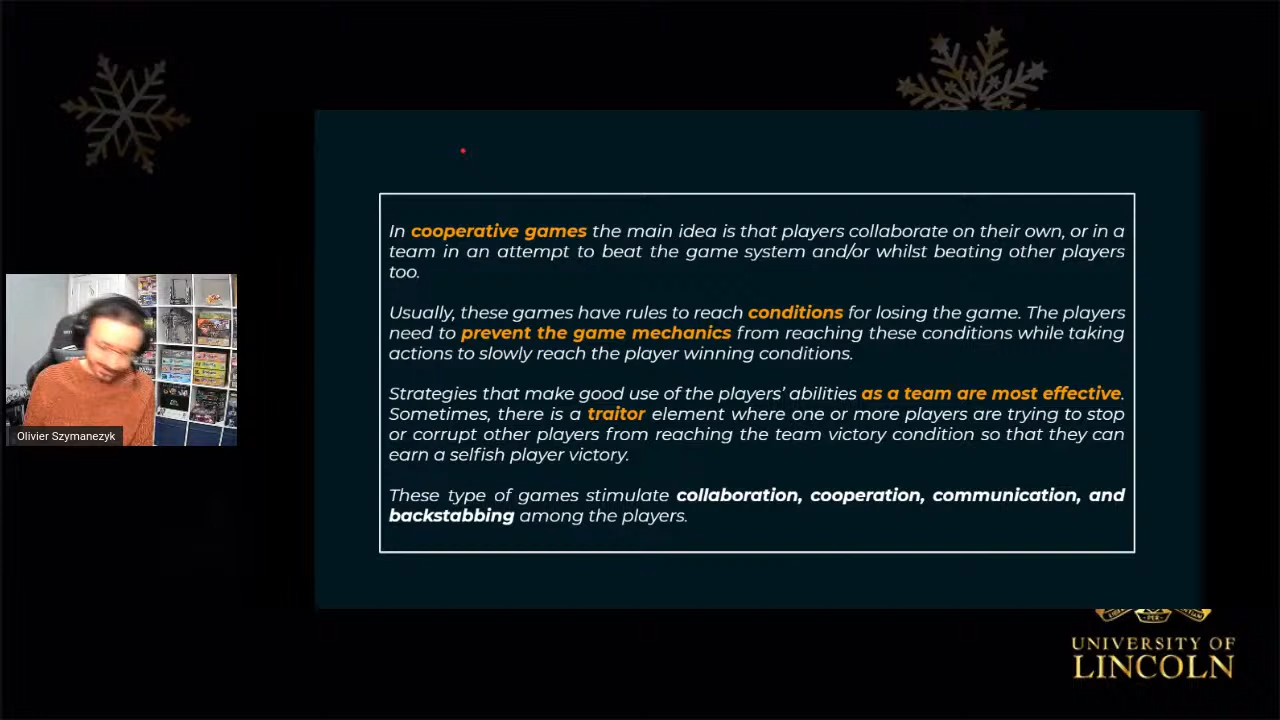 In cooperative games the main idea is that players collaborate on their own, or in a
team in an attempt to beat the game system and/or whilst beating other players
too.
Usually, these games have rules to reach conditions for losing the game. The players
need to prevent the game mechanics from reaching these conditions while taking
actions to slowly reach the player winning conditions.
Strategies that make good use of the players' abilities as a team are most effective.
Sometimes, there is a traitor element where one or more players are trying to stop
or corrupt other players from reaching the team victory condition so that they can
earn a selfish player victory.
These type of games stimulate collaboration, cooperation, communication, and
backstabbing among the players.
Olivier Szymanezyk
UNIVERSITY OF
LINCOLN